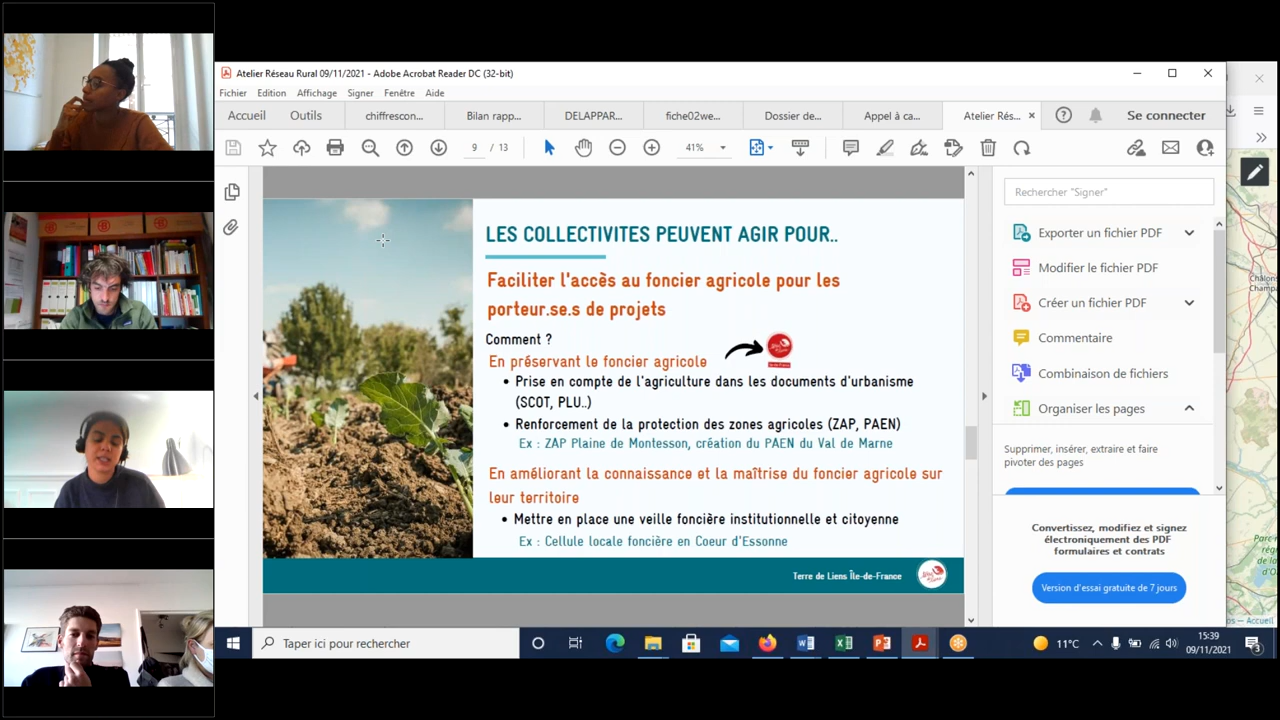 Atelier Réseau Rural 09/11/2021 - Adobe Acrobat Reader DC (32-bit)
Fichier Edition Affichage Signer Fenêtre Aide
Accueil Outils chiffrescon... Bilan rapp... DELAPPAR... fiche02we... Dossier de... Appel à ca... Atelier Rés... Se connecter
9 / 13 41%
LES COLLECTIVITES PEUVENT AGIR POUR..
Faciliter l'accès au foncier agricole pour les
porteur.se.s de projets
Comment ?
En préservant le foncier agricole
• Prise en compte de l'agriculture dans les documents d'urbanisme
(SCOT, PLU..)
• Renforcement de la protection des zones agricoles (ZAP, PAEN)
Ex : ZAP Plaine de Montesson, création du PAEN du Val de Marne
En améliorant la connaissance et la maîtrise du foncier agricole sur
leur territoire
• Mettre en place une veille foncière institutionnelle et citoyenne
Ex : Cellule locale foncière en Coeur d'Essonne
Terre de Liens Île-de-France
Rechercher "Signer"
Exporter un fichier PDF
Modifier le fichier PDF
Créer un fichier PDF
Commentaire
Combinaison de fichiers
Organiser les pages
Supprimer, insérer, extraire et faire
pivoter des pages
Convertissez, modifiez et signez
électroniquement des PDF
formulaires et contrats
Version d'essai gratuite de 7 jours
Châlons
Champ
Parc n
rég
de la
d'O
s — Accueil
Taper ici pour rechercher
11°C
15:39
09/11/2021
3